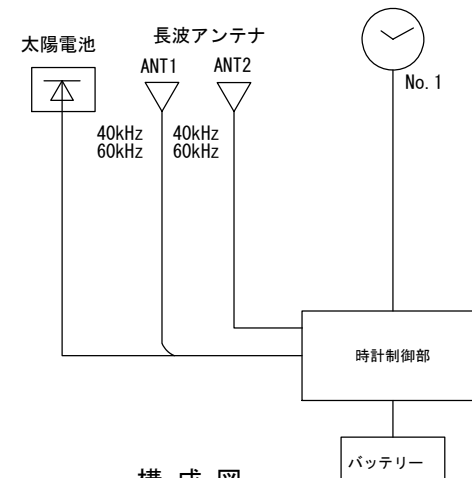 太陽電池
長波アンテナ
ANT1
ANT2
No. 1
40kHz
60kHz
40kHz
60kHz
時計制御部
バッテリー
構成図